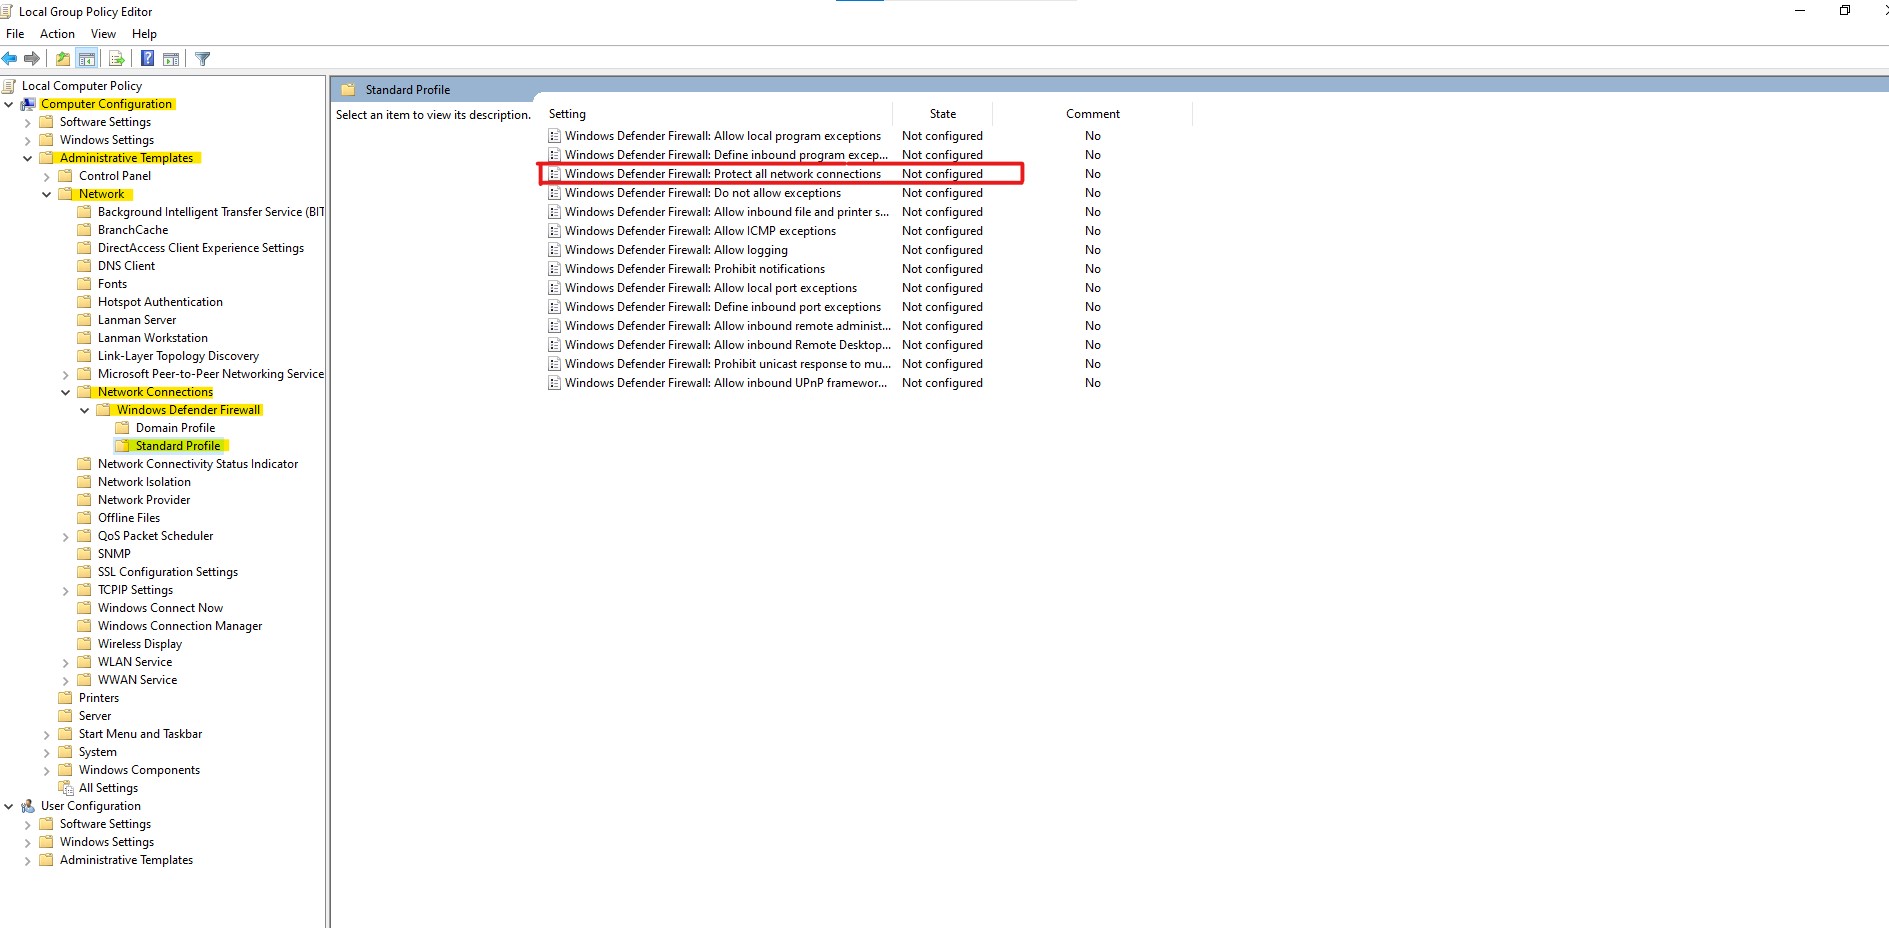 Local Group Policy Editor
File Action View Help
Local Computer Policy
Computer Configuration
Software Settings
Windows Settings
Administrative Templates
Control Panel
Network
Background Intelligent Transfer Service (BIT
BranchCache
DirectAccess Client Experience Settings
DNS Client
Fonts
Hotspot Authentication
Lanman Server
Lanman Workstation
Link-Layer Topology Discovery
Microsoft Peer-to-Peer Networking Service
Network Connections
Windows Defender Firewall
Domain Profile
Standard Profile
Network Connectivity Status Indicator
Network Isolation
Network Provider
Offline Files
QoS Packet Scheduler
SNMP
SSL Configuration Settings
TCPIP Settings
Windows Connect Now
Windows Connection Manager
Wireless Display
WLAN Service
WWAN Service
Printers
Server
Start Menu and Taskbar
System
Windows Components
All Settings
User Configuration
Software Settings
Windows Settings
Administrative Templates
Standard Profile
Select an item to view its description.
Setting State Comment
Windows Defender Firewall: Allow local program exceptions Not configured No
Windows Defender Firewall: Define inbound program excep... Not configured No
Windows Defender Firewall: Protect all network connections Not configured No
Windows Defender Firewall: Do not allow exceptions Not configured No
Windows Defender Firewall: Allow inbound file and printer s... Not configured No
Windows Defender Firewall: Allow ICMP exceptions Not configured No
Windows Defender Firewall: Allow logging Not configured No
Windows Defender Firewall: Prohibit notifications Not configured No
Windows Defender Firewall: Allow local port exceptions Not configured No
Windows Defender Firewall: Define inbound port exceptions Not configured No
Windows Defender Firewall: Allow inbound remote administ... Not configured No
Windows Defender Firewall: Allow inbound Remote Desktop... Not configured No
Windows Defender Firewall: Prohibit unicast response to mu... Not configured No
Windows Defender Firewall: Allow inbound UPnP framewor... Not configured No